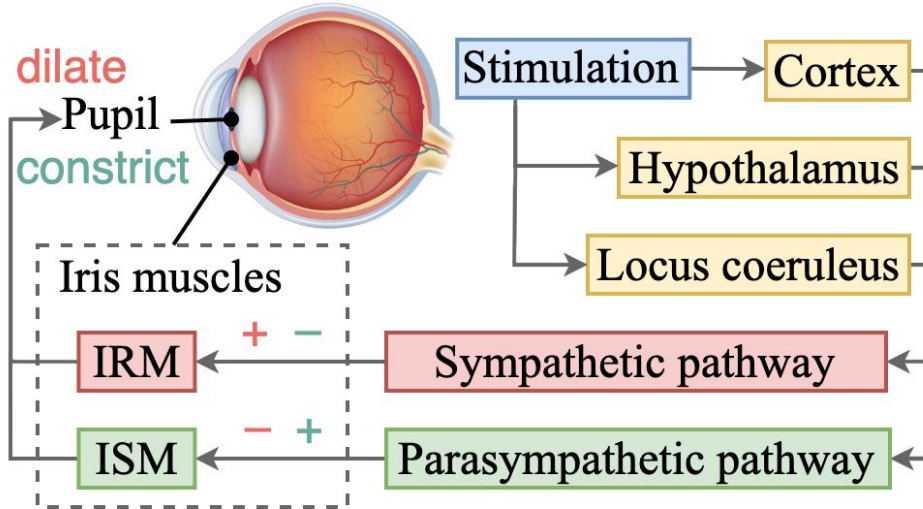 dilate
Pupil
constrict
Stimulation
Cortex
Hypothalamus
Locus coeruleus
Iris muscles
+ −
IRM
Sympathetic pathway
− +
ISM
Parasympathetic pathway